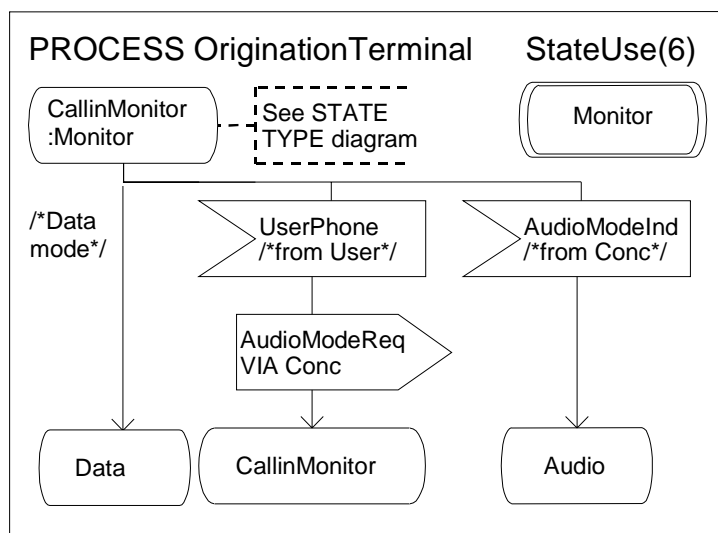 PROCESS OriginationTerminal
StateUse(6)
CallinMonitor
:Monitor
See STATE
TYPE diagram
Monitor
/*Data
mode*/
UserPhone
/*from User*/
AudioModeInd
/*from Conc*/
AudioModeReq
VIA Conc
Data
CallinMonitor
Audio